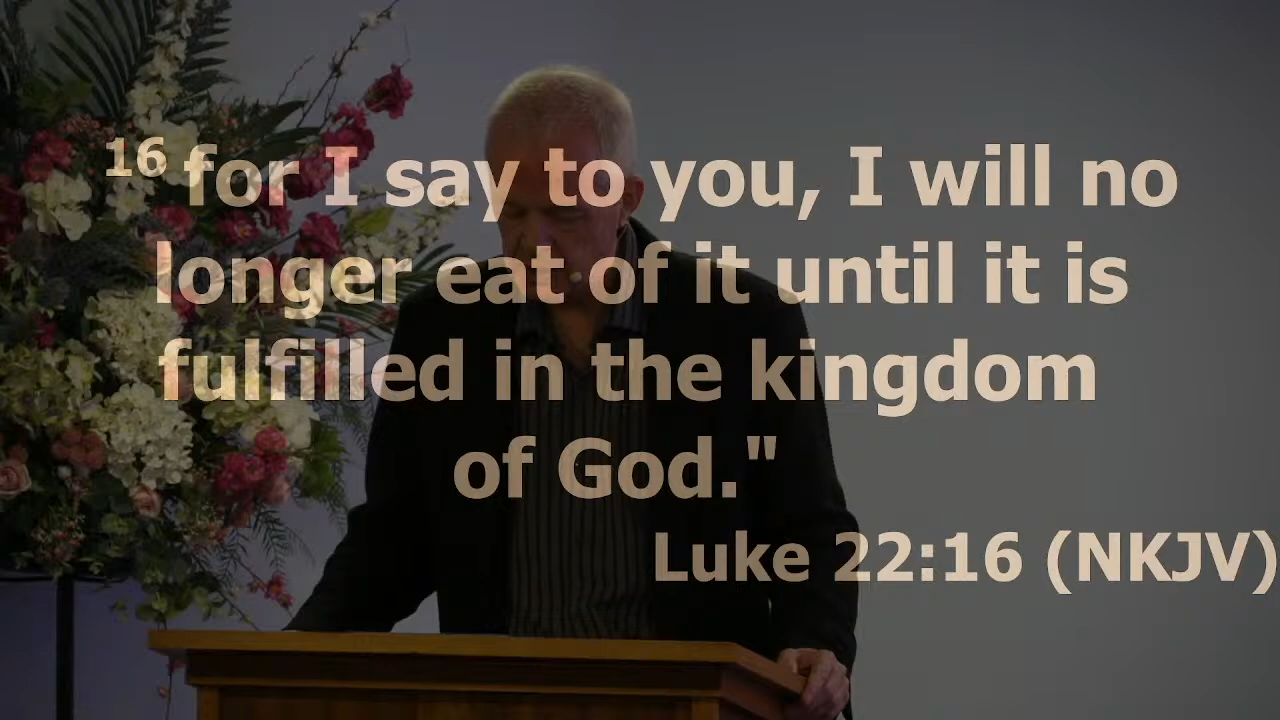 16 for I say to you, I will no
longer eat of it until it is
fulfilled in the kingdom
of God."
Luke 22:16 (NKJV)